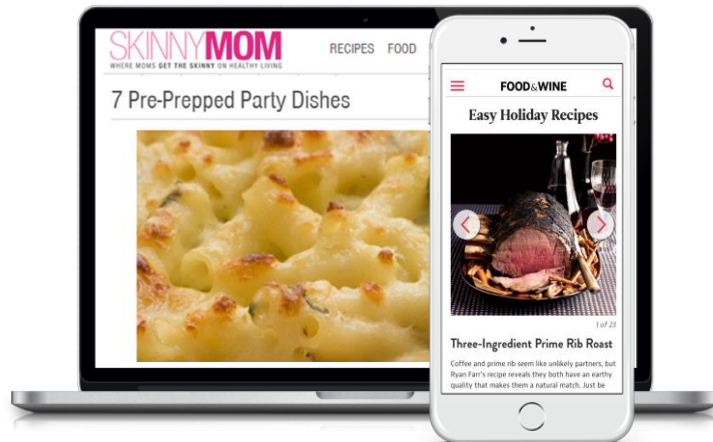 SKINNYMOM
WHERE MOMS GET THE SKINNY ON HEALTHY LIVING
RECIPES FOOD
7 Pre-Prepped Party Dishes
FOOD&WINE
Easy Holiday Recipes
1 of 23
Three-Ingredient Prime Rib Roast
Coffee and prime rib seem like unlikely partners, but
Ryan Farr's recipe reveals they both have an earthy
quality that makes them a natural match. Just be